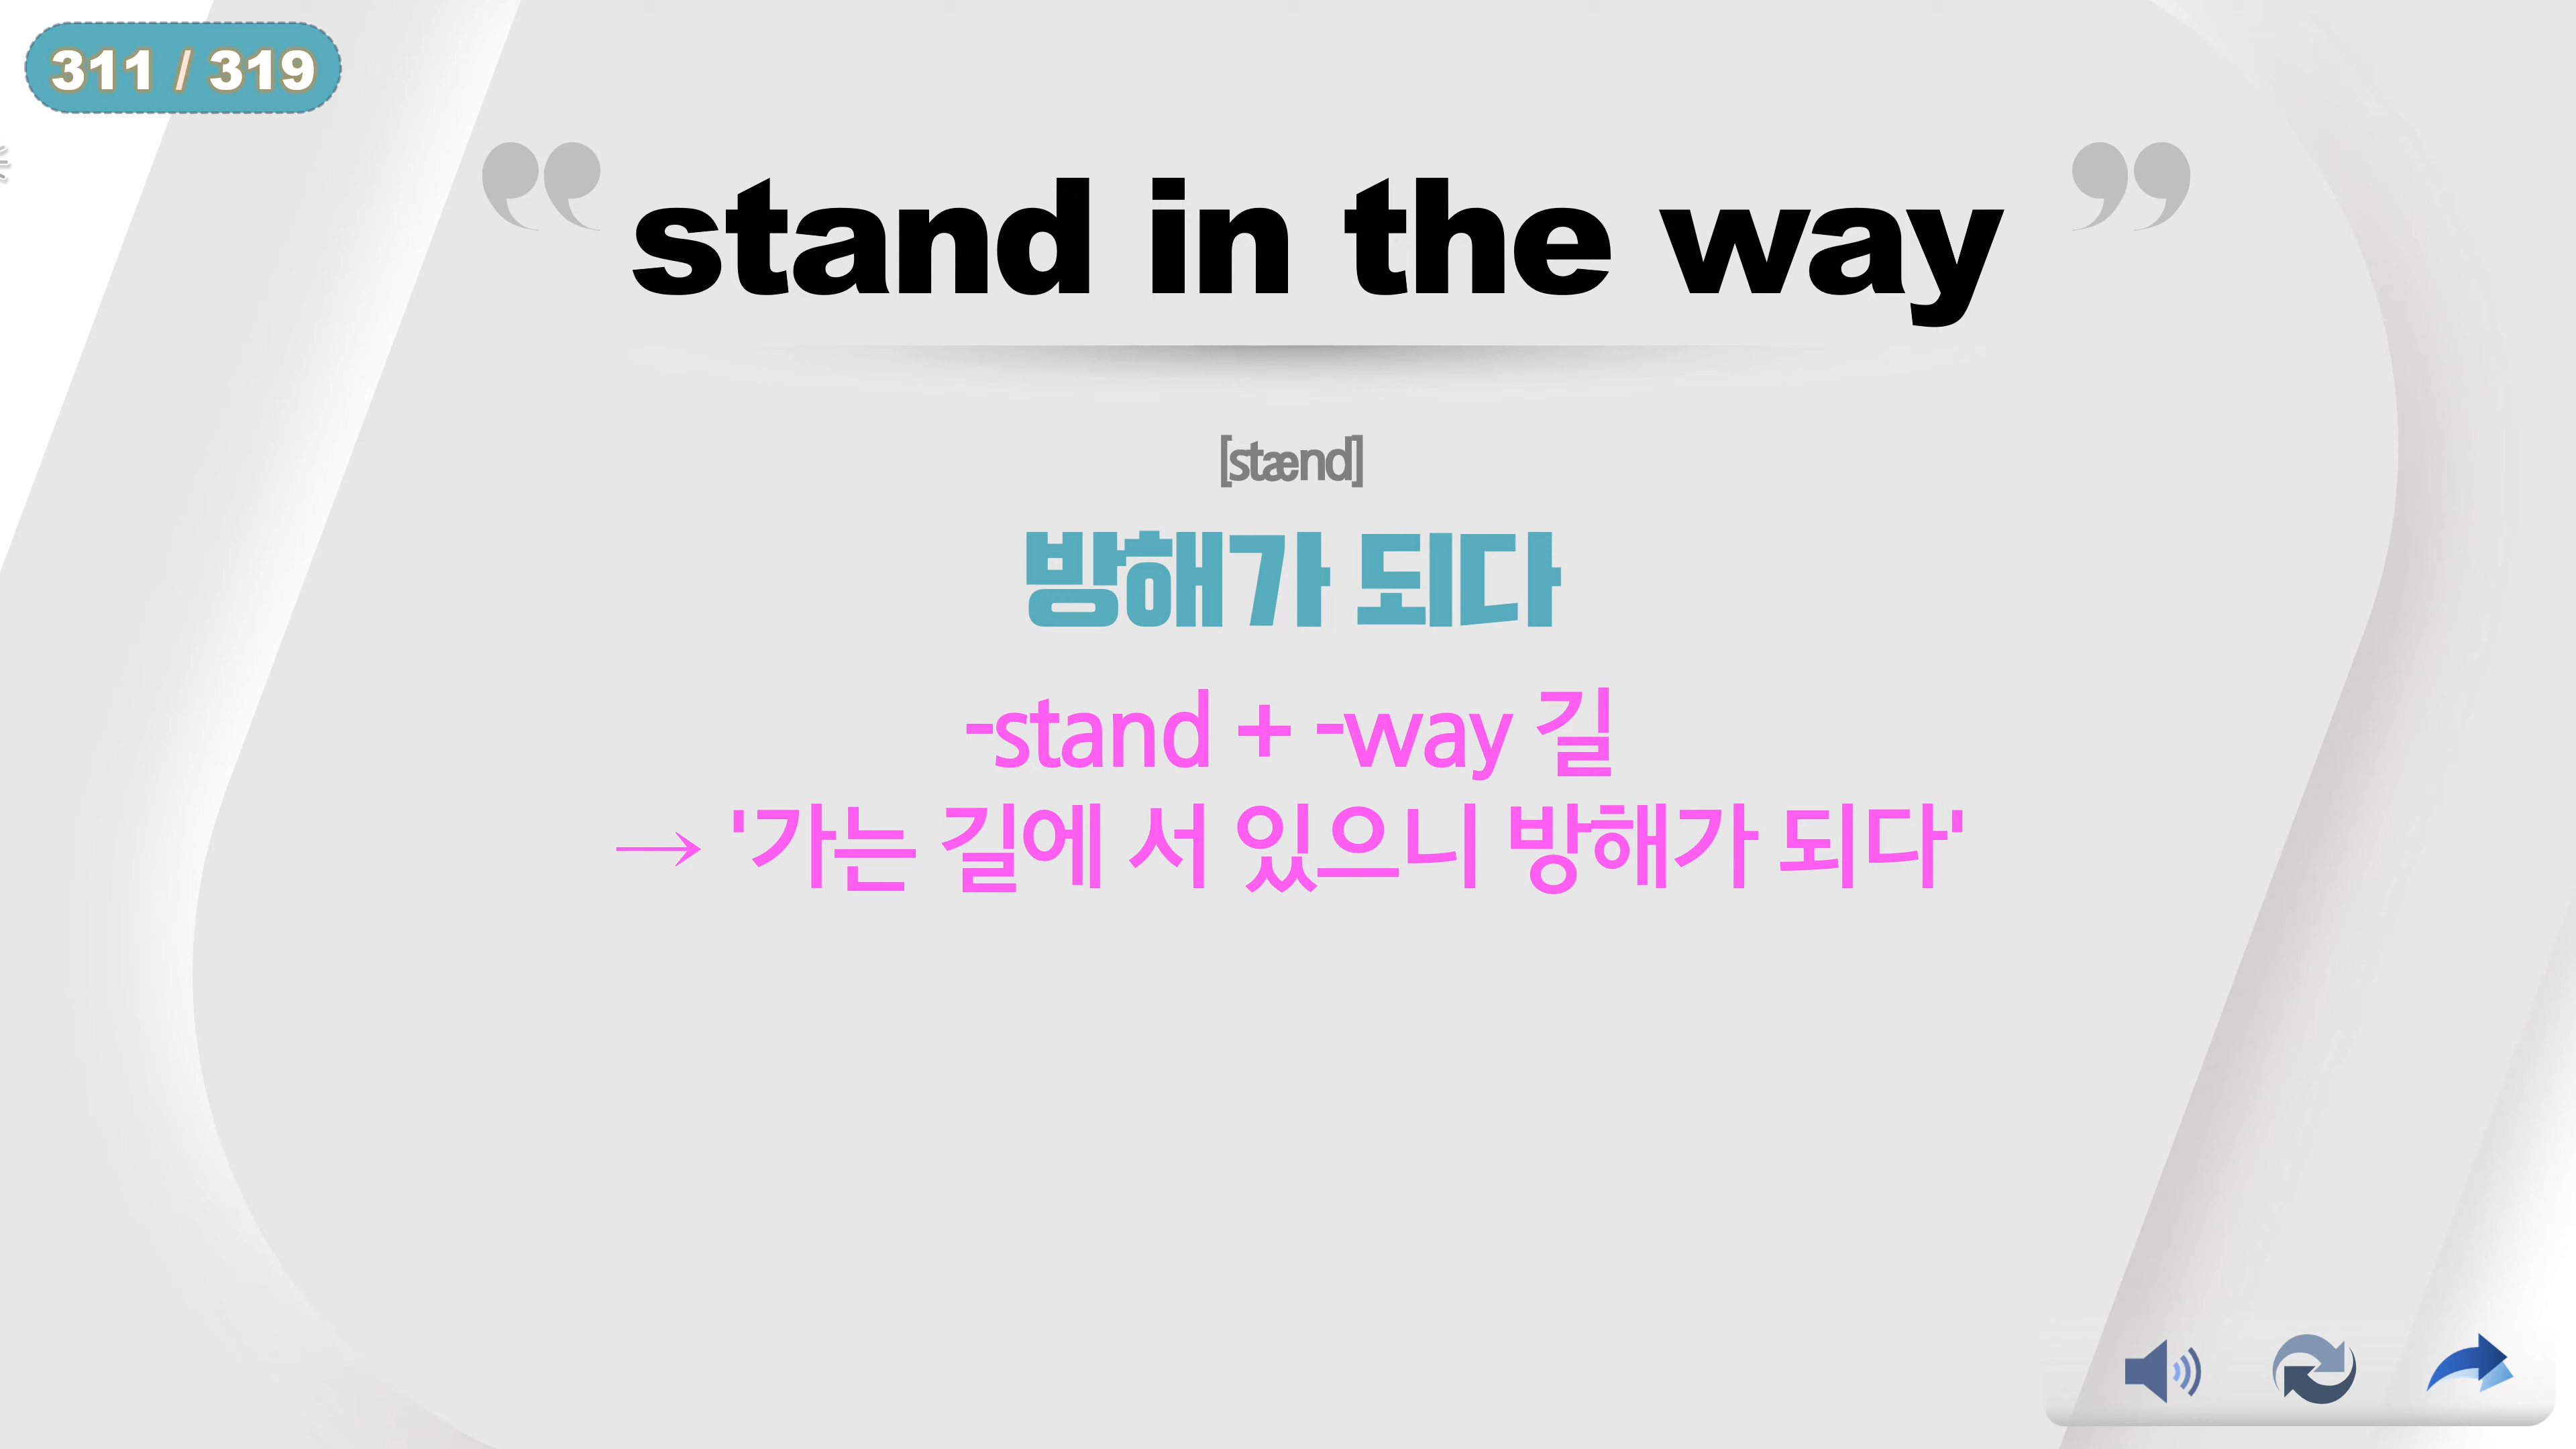 311 / 319
“ stand in the way ”
[stænd]
방해가 되다
-stand + -way 길
→ '가는 길에 서 있으니 방해가 되다'